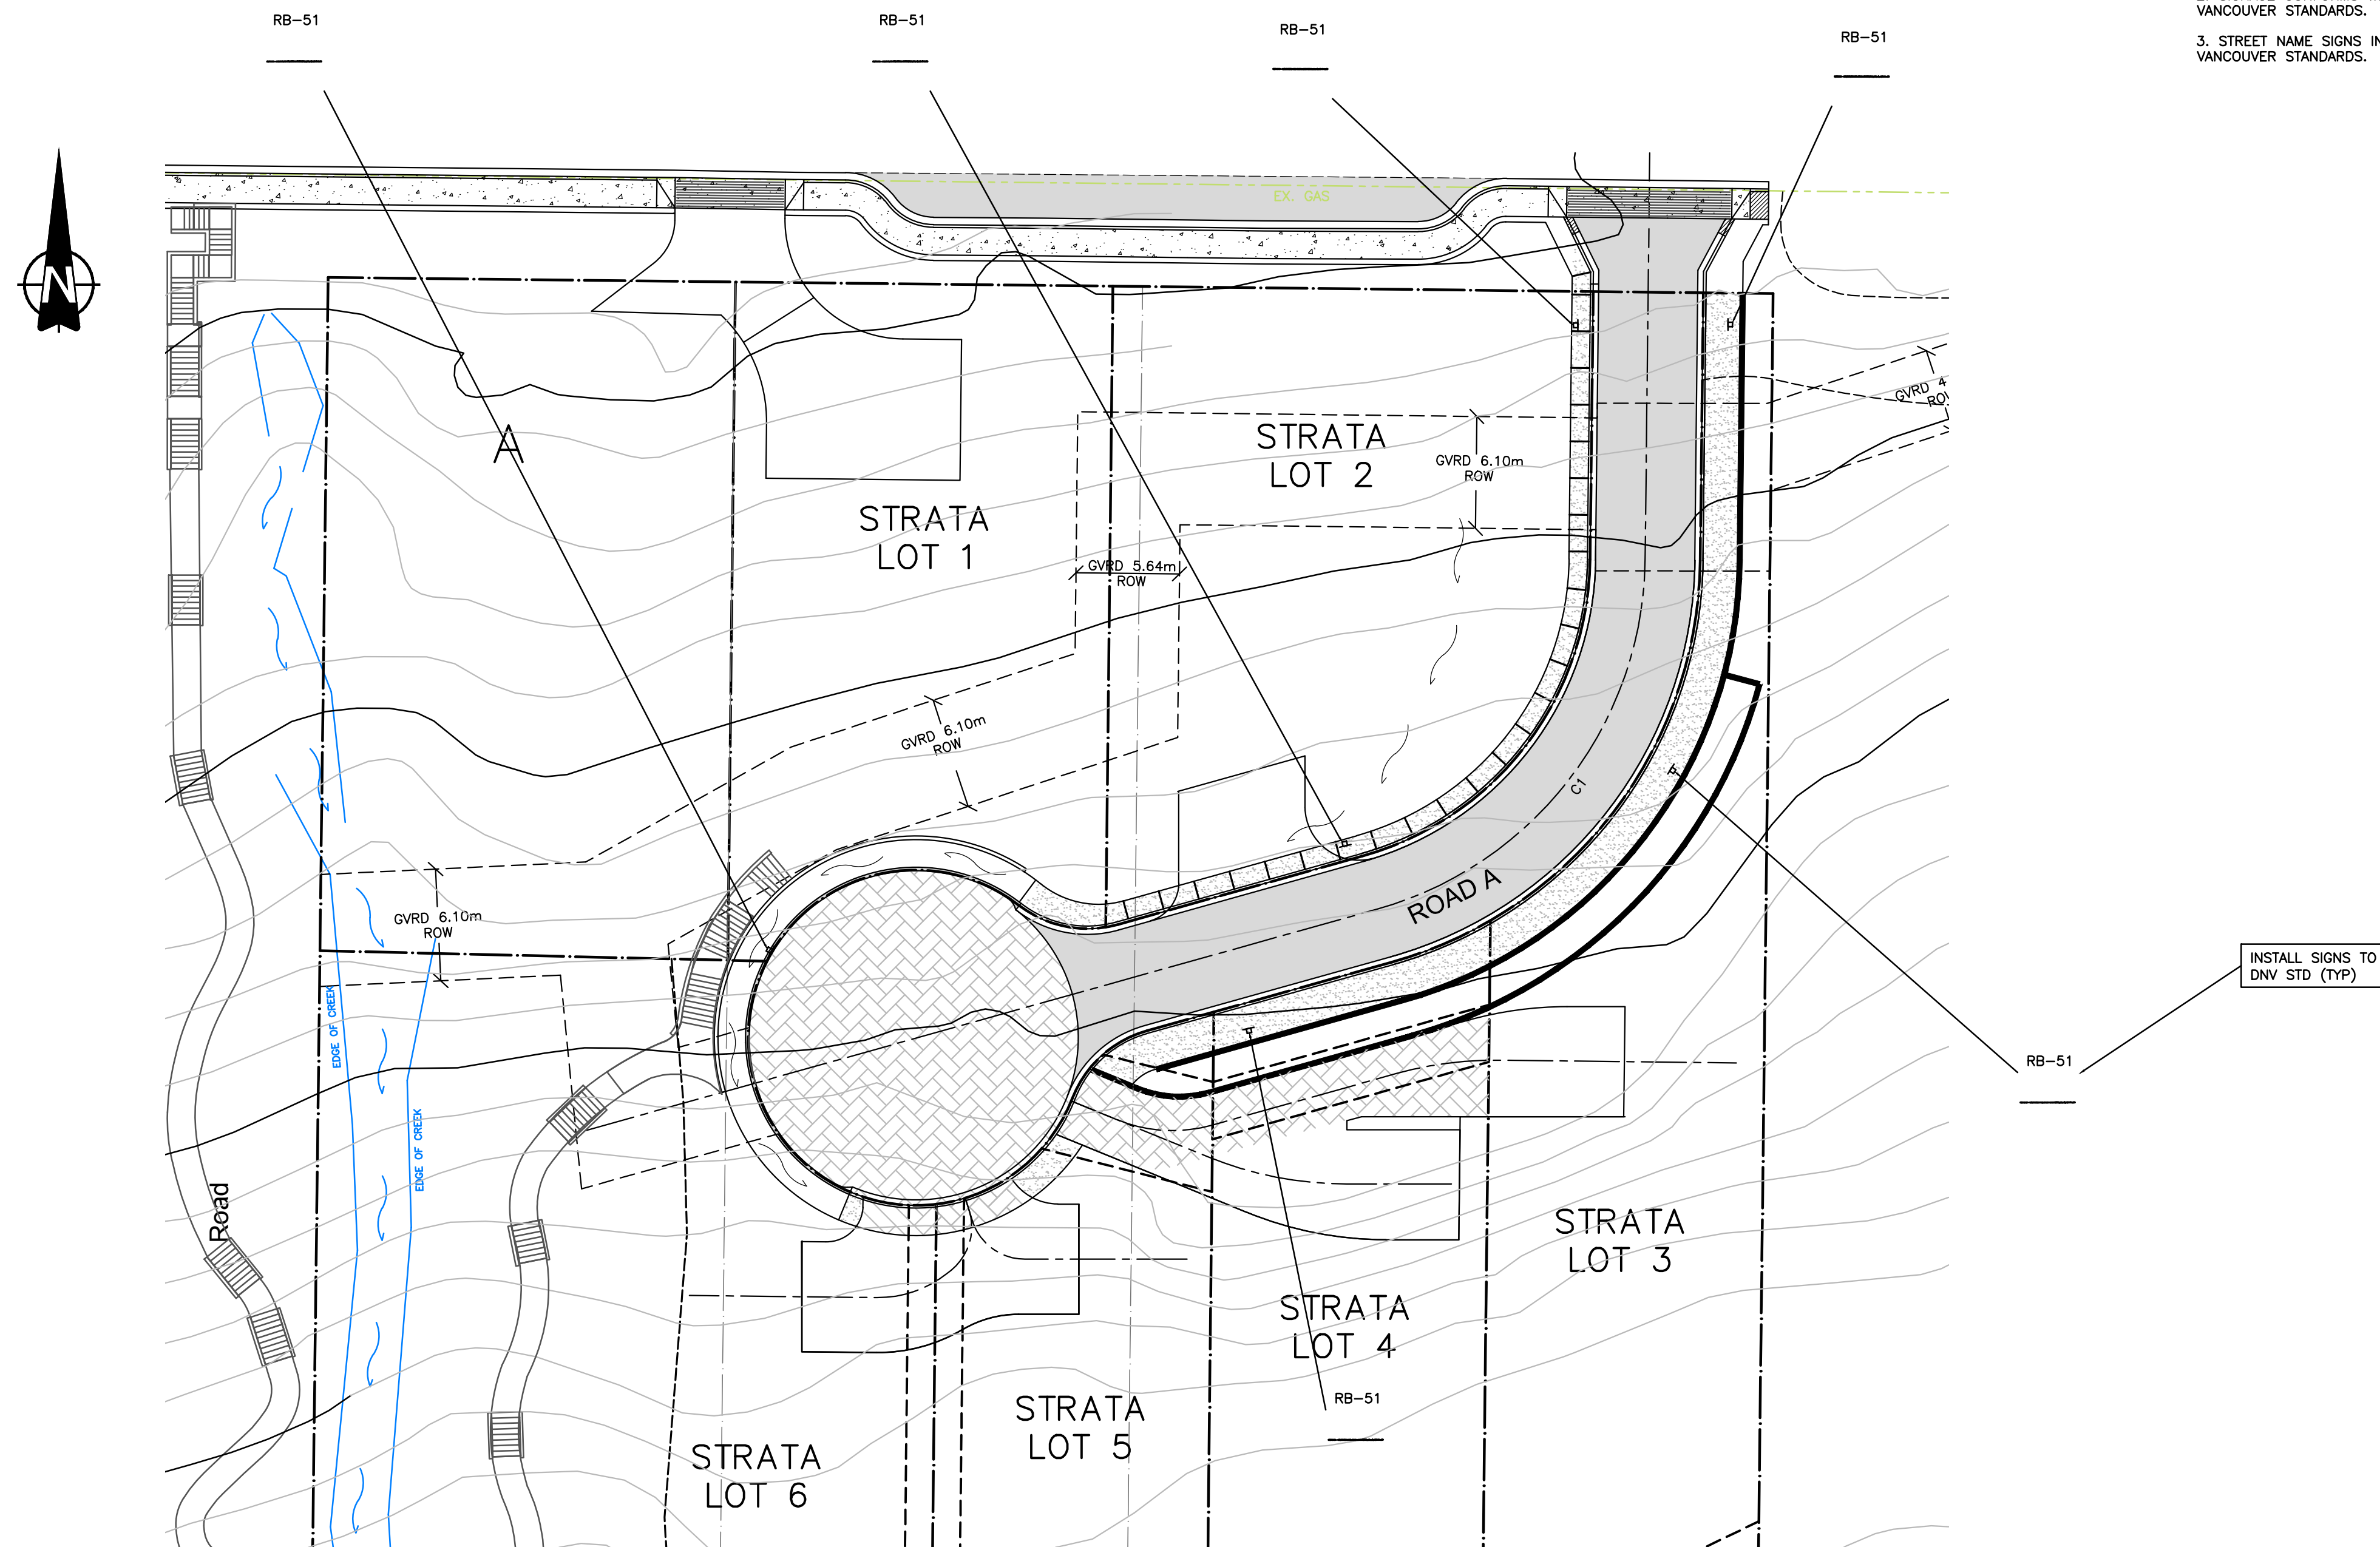 RB-51
RB-51
RB-51
RB-51
VANCOUVER STANDARDS.
3. STREET NAME SIGNS IN
VANCOUVER STANDARDS.
N
EX. GAS
A
STRATA
LOT 1
STRATA
LOT 2
GVRD 6.10m
ROW
GVRD 4
GVRD 5.64m
ROW
GVRD 6.10m
ROW
GVRD 6.10m
ROW
C1
ROAD A
EDGE OF CREEK
EDGE OF CREEK
INSTALL SIGNS TO
DNV STD (TYP)
RB-51
Road
STRATA
LOT 3
STRATA
LOT 4
RB-51
STRATA
LOT 5
STRATA
LOT 6